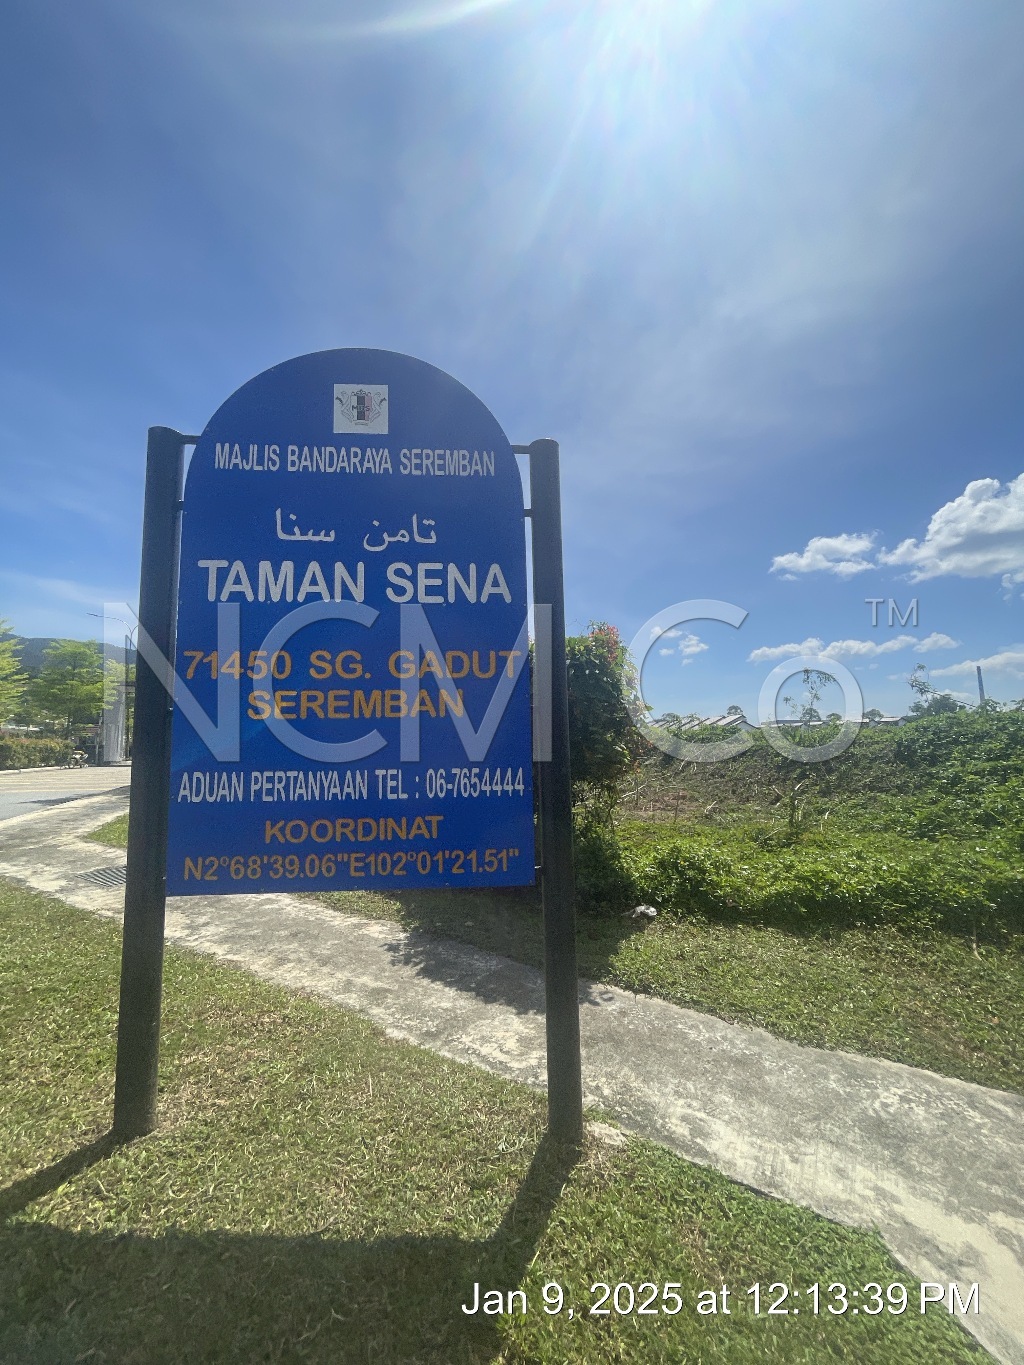 MAJLIS BANDARAYA SEREMBAN
تامن سنا
TAMAN SENA
71450 SG. GADUT
SEREMBAN
NCMCo™
ADUAN PERTANYAAN TEL : 06-7654444
KOORDINAT
N2°68'39.06"E102°01'21.51"
Jan 9, 2025 at 12:13:39 PM